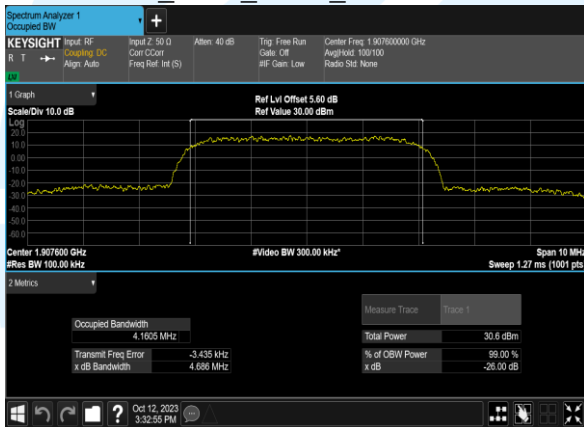 Spectrum Analyzer 1
Occupied BW
+
KEYSIGHT Input: RF Input Z: 50 Ω Atten: 40 dB Trig: Free Run Center Freq: 1.907600000 GHz
R T Coupling: DC Corr CCorr Gate: Off Avg|Hold: 100/100
Align: Auto Freq Ref: Int (S) #IF Gain: Low Radio Std: None
LXI
1 Graph
Ref Lvl Offset 5.60 dB
Scale/Div 10.0 dB Ref Value 30.00 dBm
Log
20.0
10.0
0.00
-10.0
-20.0
-30.0
-40.0
-50.0
-60.0
Center 1.907600 GHz #Video BW 300.00 kHz* Span 10 MHz
#Res BW 100.00 kHz Sweep 1.27 ms (1001 pts
2 Metrics
Measure Trace Trace 1
Occupied Bandwidth
4.1605 MHz Total Power 30.6 dBm
Transmit Freq Error -3.435 kHz % of OBW Power 99.00 %
x dB Bandwidth 4.686 MHz x dB -26.00 dB
? Oct 12, 2023
3:32:55 PM